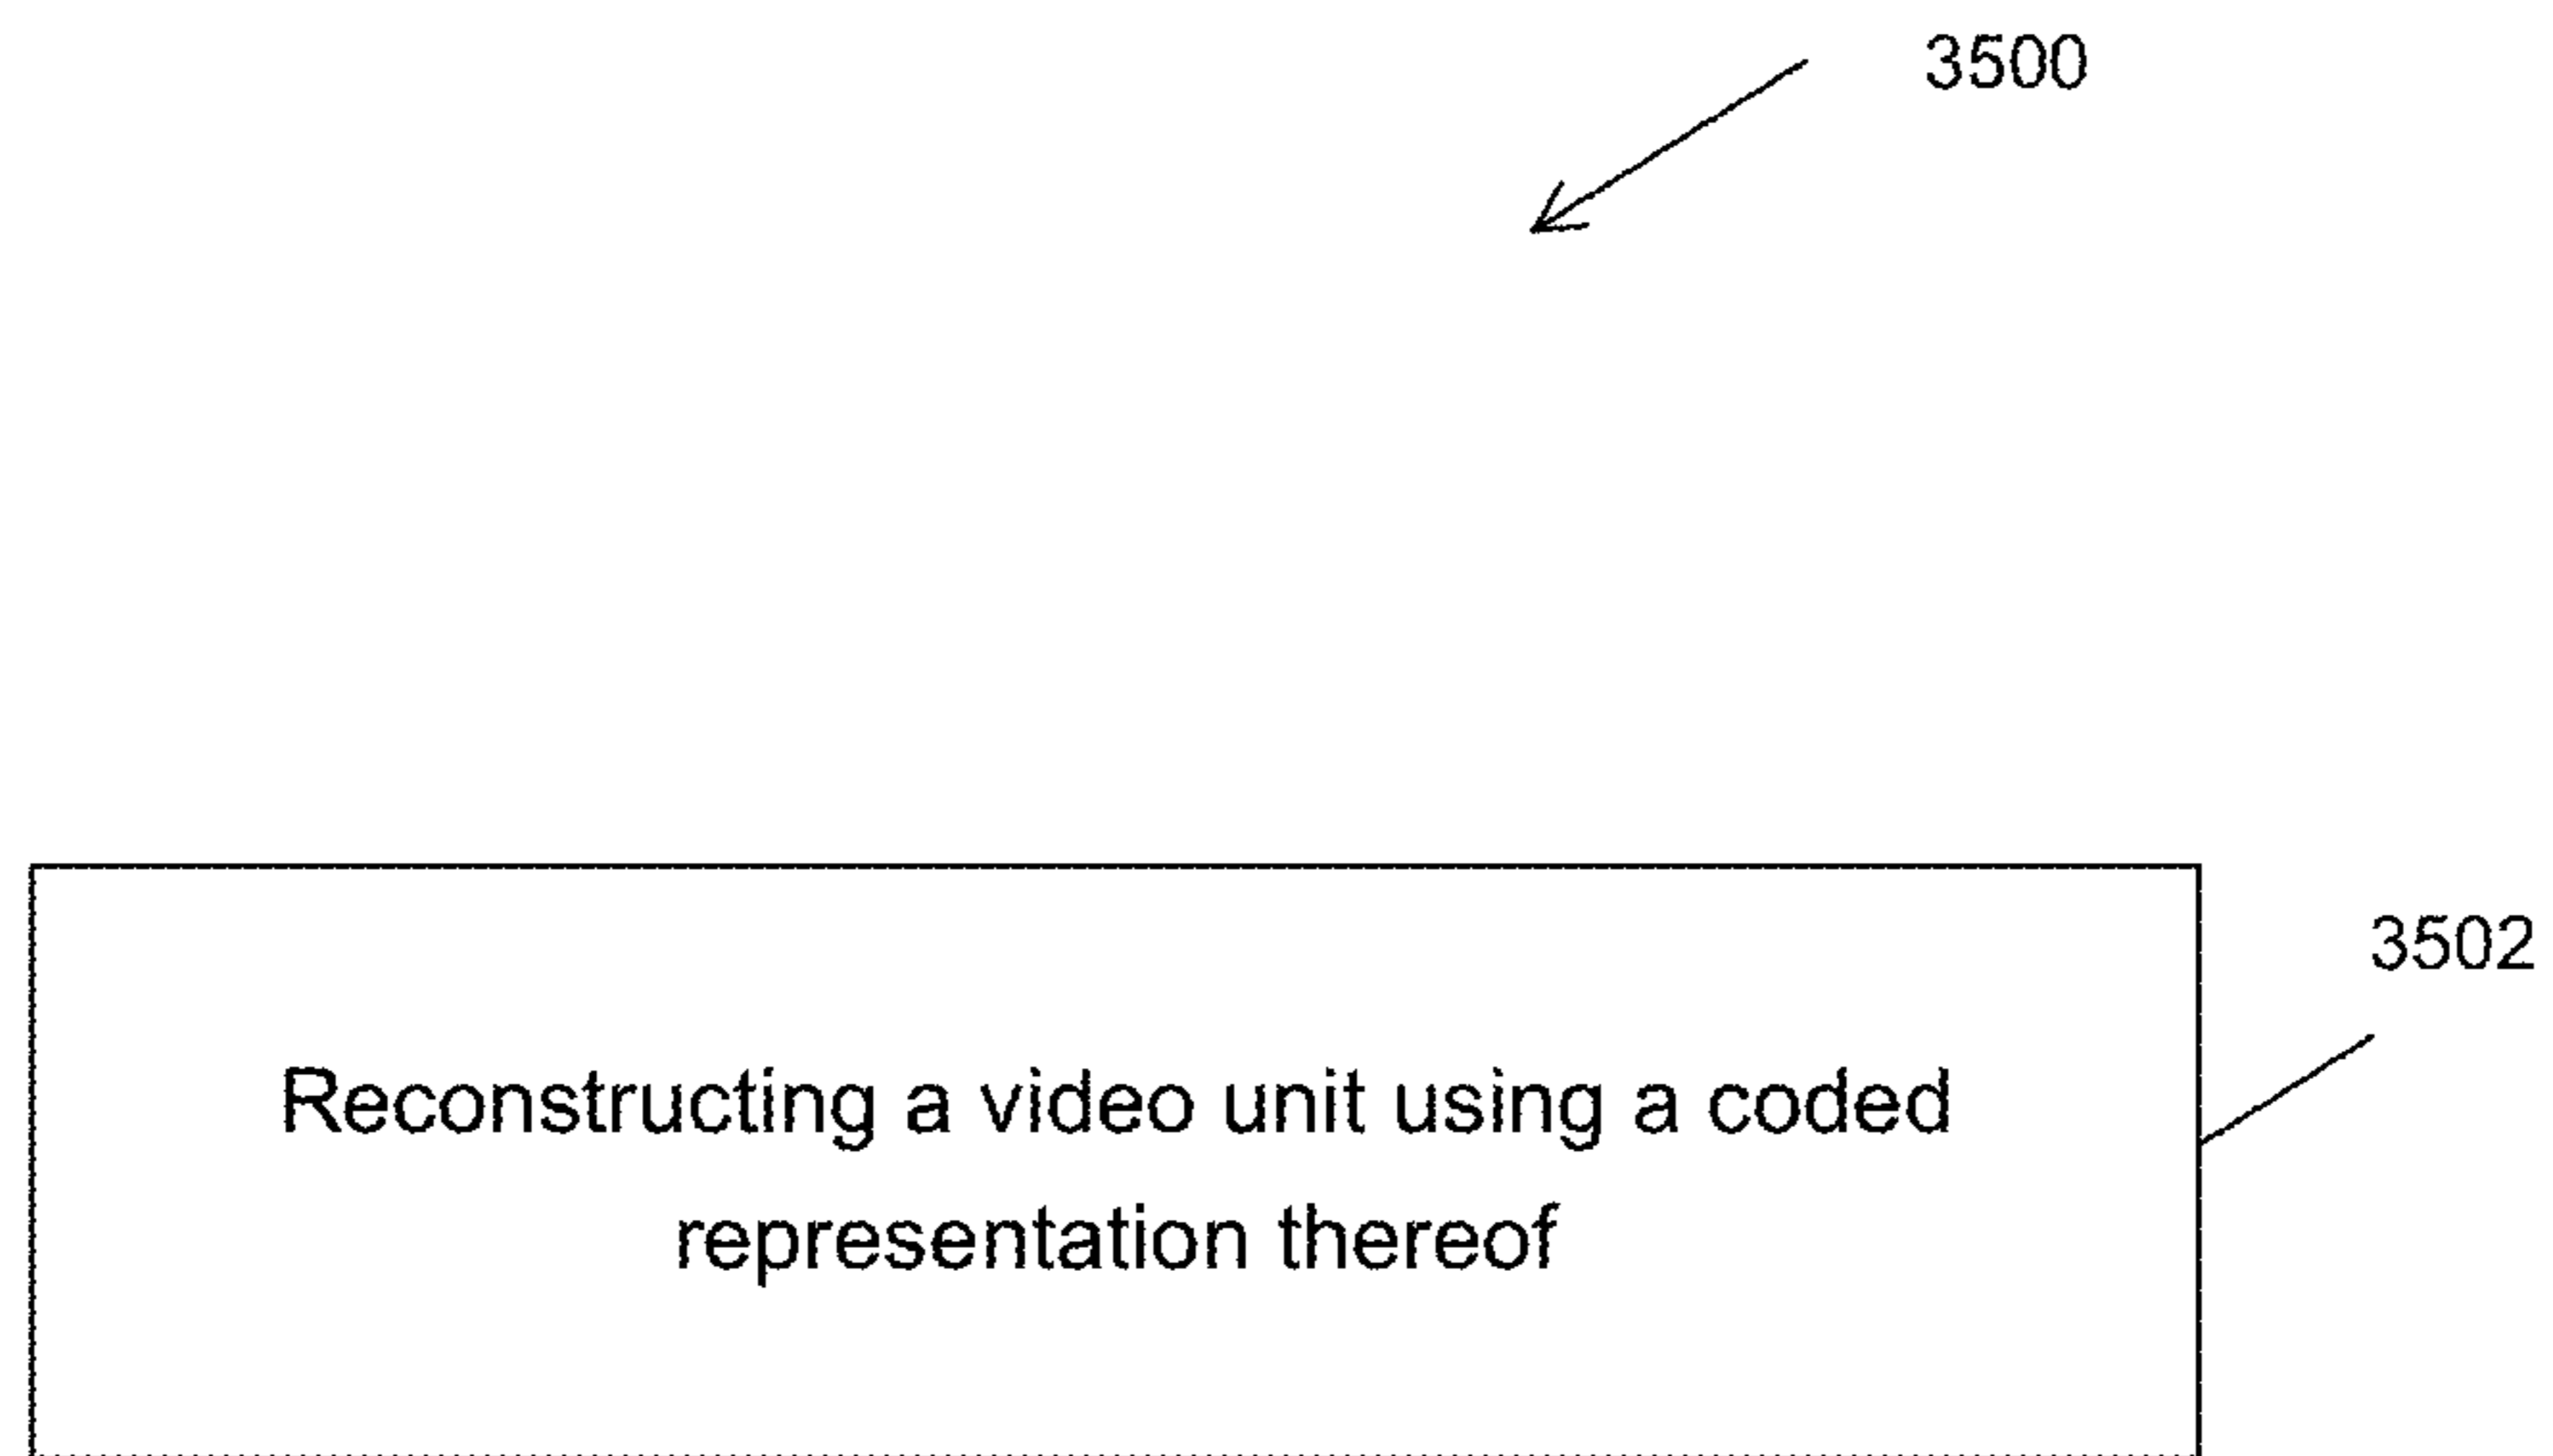 3500
3502
Reconstructing a video unit using a coded
representation thereof